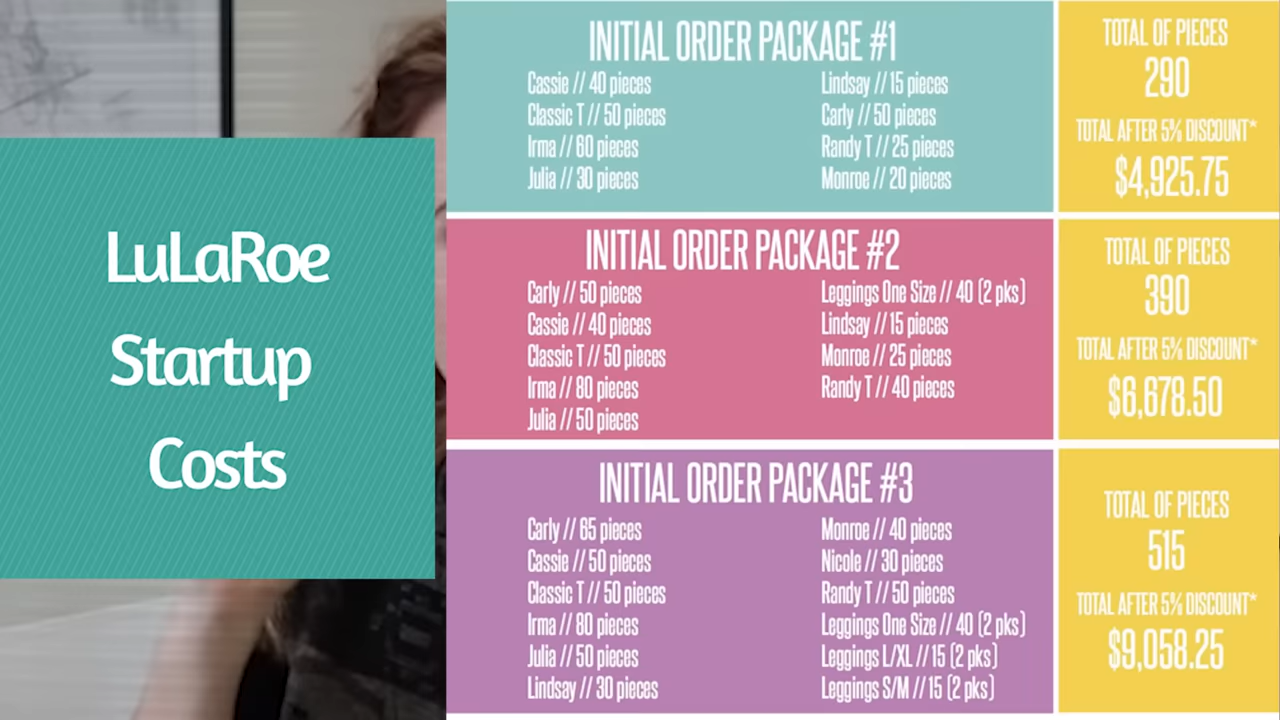 LuLaRoe
Startup
Costs
INITIAL ORDER PACKAGE #1
Cassie // 40 pieces
Classic T // 50 pieces
Irma // 60 pieces
Julia // 30 pieces
Lindsay // 15 pieces
Carly // 50 pieces
Randy T // 25 pieces
Monroe // 20 pieces
TOTAL OF PIECES
290
TOTAL AFTER 5% DISCOUNT*
$4,925.75
INITIAL ORDER PACKAGE #2
Carly // 50 pieces
Cassie // 40 pieces
Classic T // 50 pieces
Irma // 80 pieces
Julia // 50 pieces
Leggings One Size // 40 (2 pks)
Lindsay // 15 pieces
Monroe // 25 pieces
Randy T // 40 pieces
TOTAL OF PIECES
390
TOTAL AFTER 5% DISCOUNT*
$6,678.50
INITIAL ORDER PACKAGE #3
Carly // 65 pieces
Cassie // 50 pieces
Classic T // 50 pieces
Irma // 80 pieces
Julia // 50 pieces
Lindsay // 30 pieces
Monroe // 40 pieces
Nicole // 30 pieces
Randy T // 50 pieces
Leggings One Size // 40 (2 pks)
Leggings L/XL // 15 (2 pks)
Leggings S/M // 15 (2 pks)
TOTAL OF PIECES
515
TOTAL AFTER 5% DISCOUNT*
$9,058.25